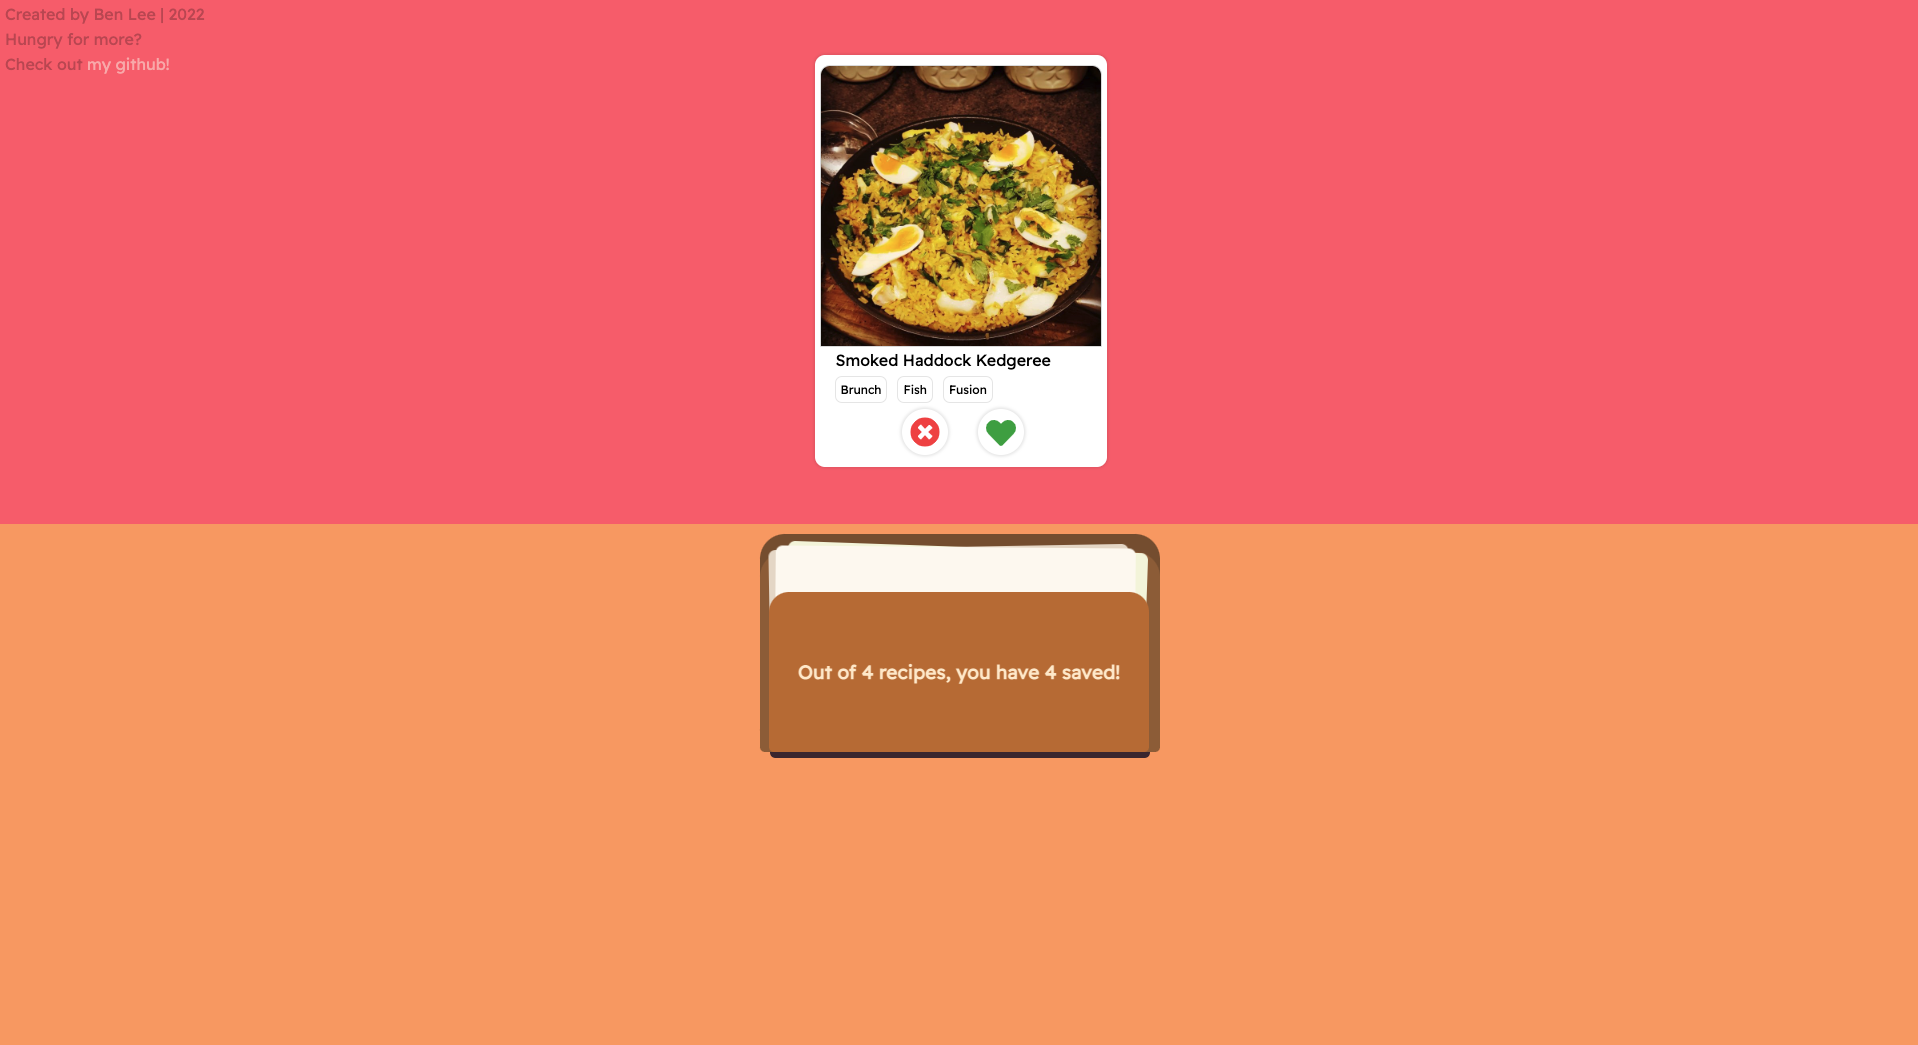 Created by Ben Lee | 2022
Hungry for more?
Check out my github!
Smoked Haddock Kedgeree
Brunch Fish Fusion
Out of 4 recipes, you have 4 saved!